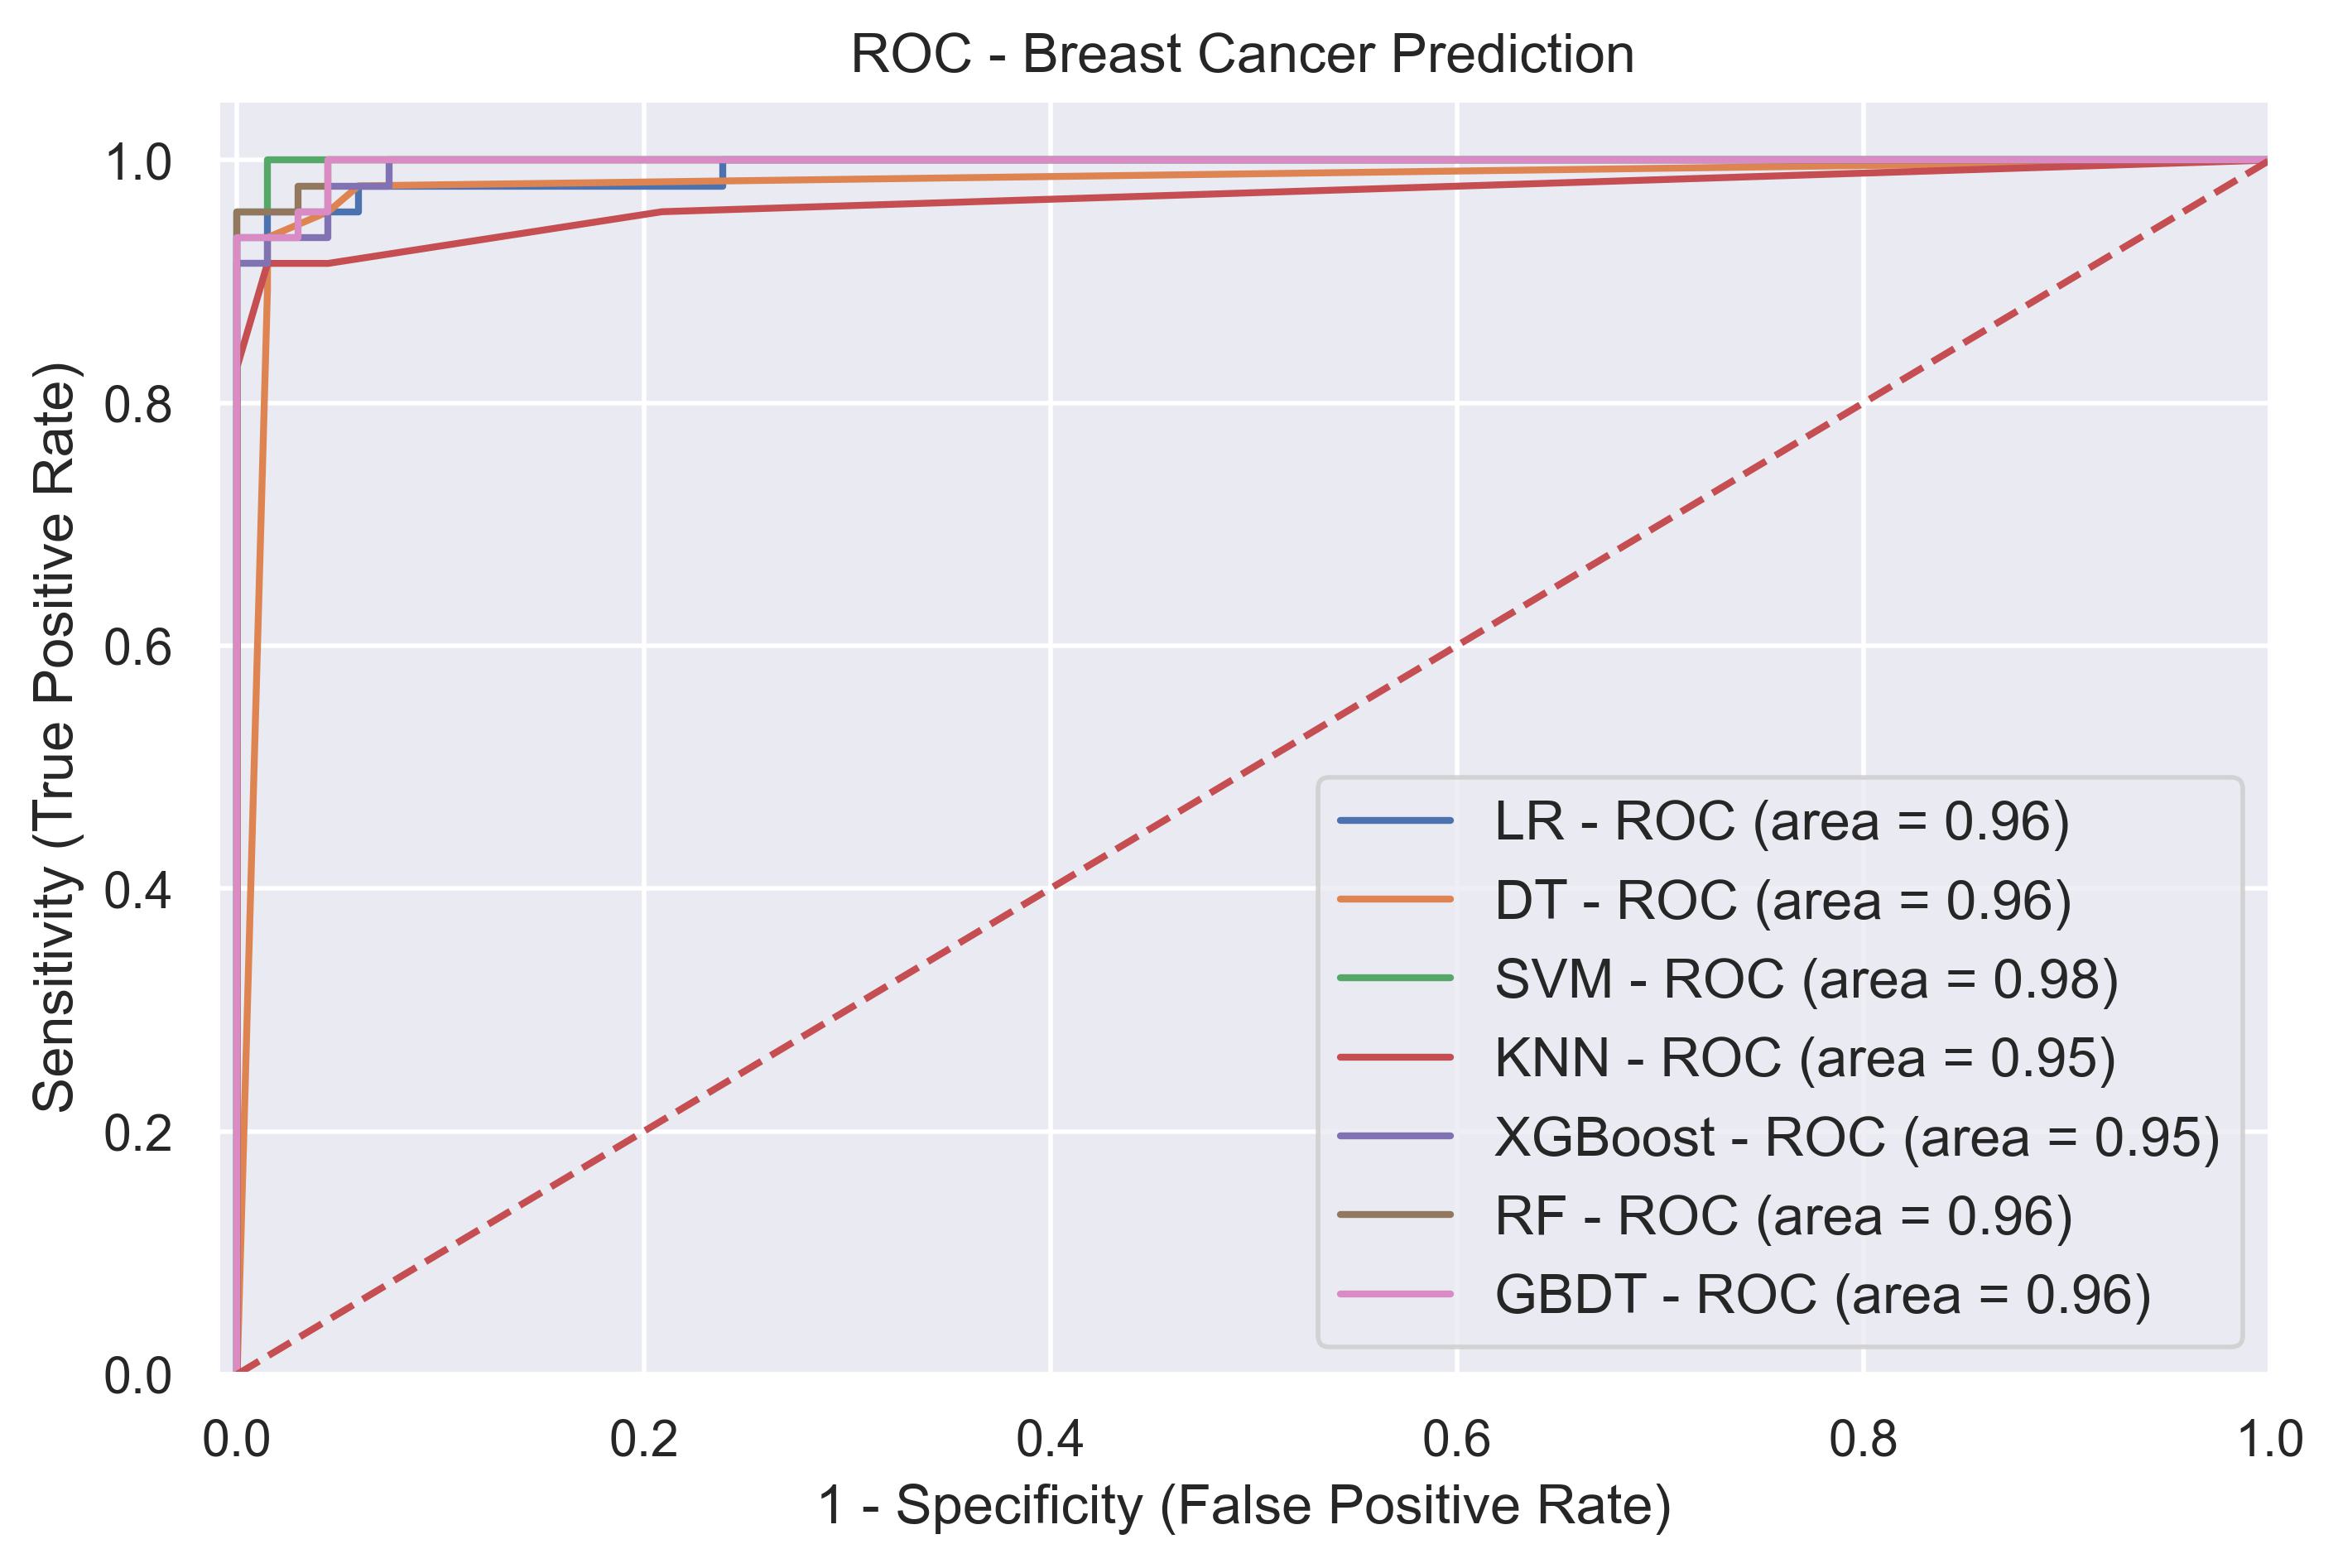 ROC - Breast Cancer Prediction
1.0
0.8
0.6
0.4
0.2
0.0
Sensitivity (True Positive Rate)
LR - ROC (area = 0.96)
DT - ROC (area = 0.96)
SVM - ROC (area = 0.98)
KNN - ROC (area = 0.95)
XGBoost - ROC (area = 0.95)
RF - ROC (area = 0.96)
GBDT - ROC (area = 0.96)
0.0 0.2 0.4 0.6 0.8 1.0
1 - Specificity (False Positive Rate)